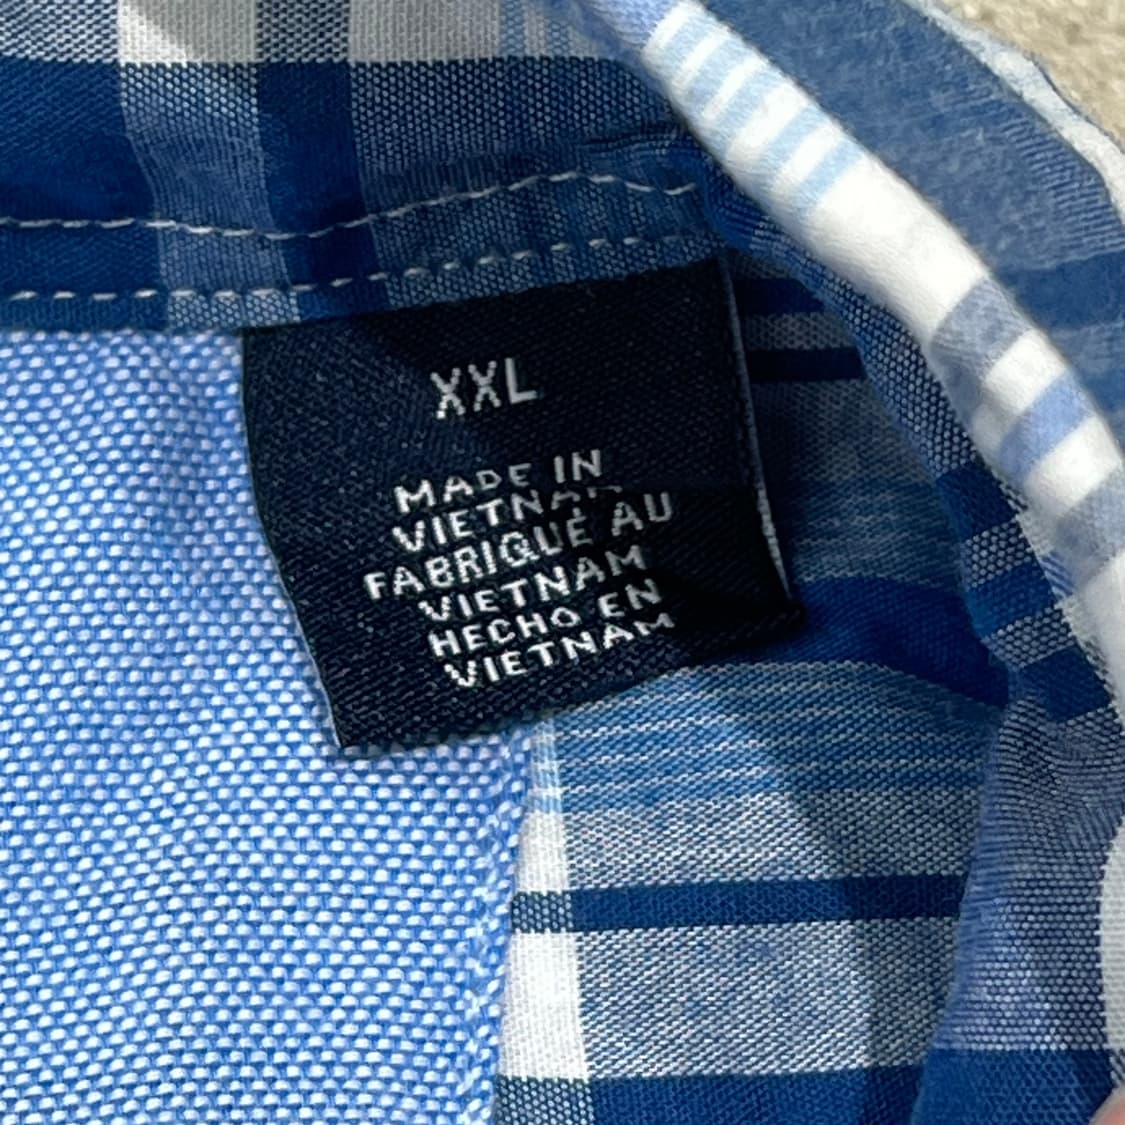 XXL
MADE IN
VIETNAM
FABRIQUÉ AU
VIETNAM
HECHO EN
VIETNAM